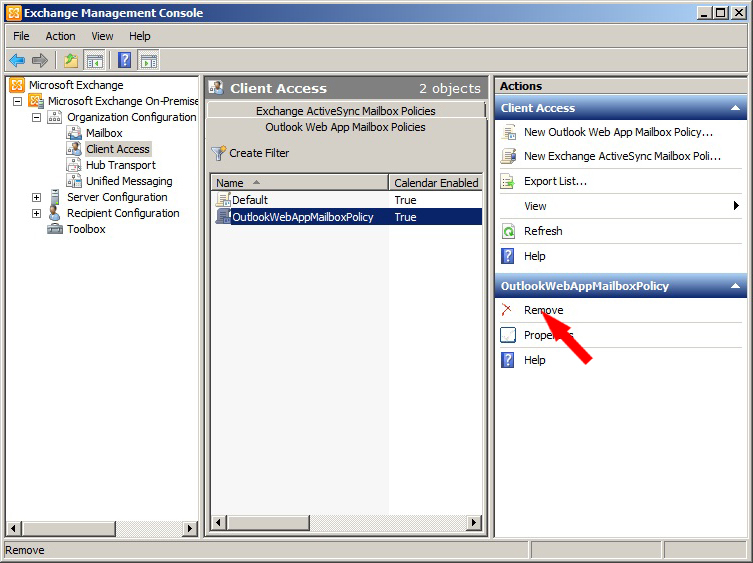 Exchange Management Console
File Action View Help
Microsoft Exchange
Microsoft Exchange On-Premise
Organization Configuration
Mailbox
Client Access
Hub Transport
Unified Messaging
Server Configuration
Recipient Configuration
Toolbox
Client Access 2 objects
Exchange ActiveSync Mailbox Policies
Outlook Web App Mailbox Policies
Create Filter
Name Calendar Enabled
Default True
OutlookWebAppMailboxPolicy True
Actions
Client Access
New Outlook Web App Mailbox Policy...
New Exchange ActiveSync Mailbox Poli...
Export List...
View
Refresh
Help
OutlookWebAppMailboxPolicy
Remove
Help
Remove